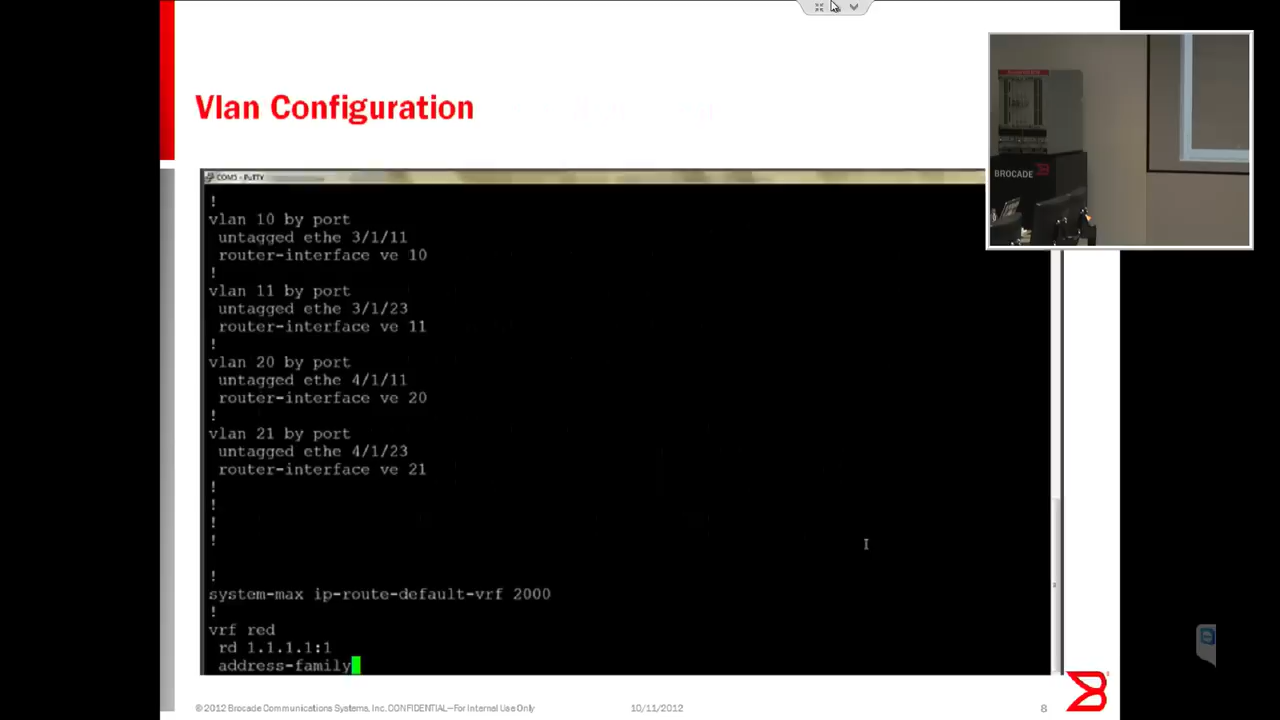 Vlan Configuration
COM3 - PuTTY
!
vlan 10 by port
untagged ethe 3/1/11
router-interface ve 10
!
vlan 11 by port
untagged ethe 3/1/23
router-interface ve 11
!
vlan 20 by port
untagged ethe 4/1/11
router-interface ve 20
!
vlan 21 by port
untagged ethe 4/1/23
router-interface ve 21
!
!
!
!
!
system-max ip-route-default-vrf 2000
!
vrf red
rd 1.1.1.1:1
address-family
BROCADE
© 2012 Brocade Communications Systems, Inc. CONFIDENTIAL—For Internal Use Only
10/11/2012
8